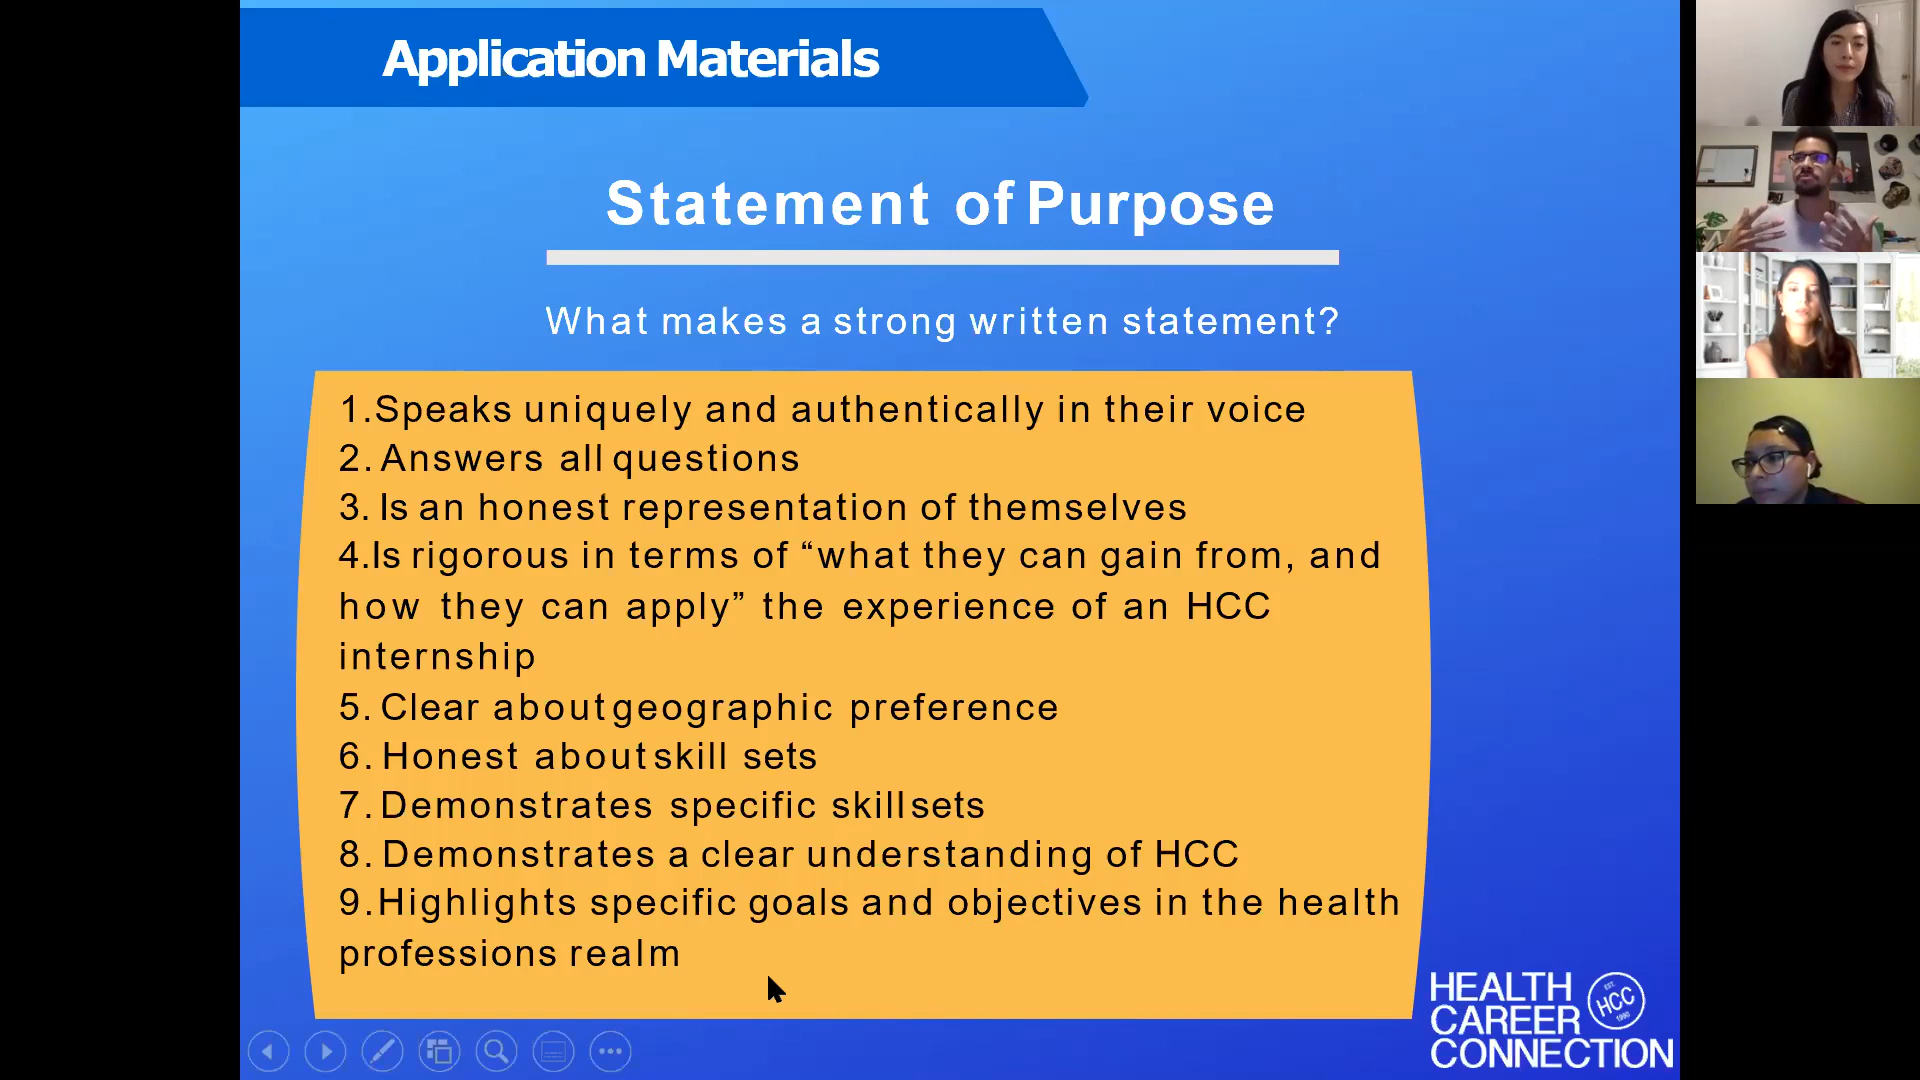 Application Materials
Statement of Purpose
What makes a strong written statement?
1.Speaks uniquely and authentically in their voice
2. Answers all questions
3. Is an honest representation of themselves
4.Is rigorous in terms of “what they can gain from, and
how they can apply” the experience of an HCC
internship
5. Clear about geographic preference
6. Honest about skill sets
7. Demonstrates specific skill sets
8. Demonstrates a clear understanding of HCC
9.Highlights specific goals and objectives in the health
professions realm
HEALTH
CAREER
CONNECTION
EST.
HCC
1990